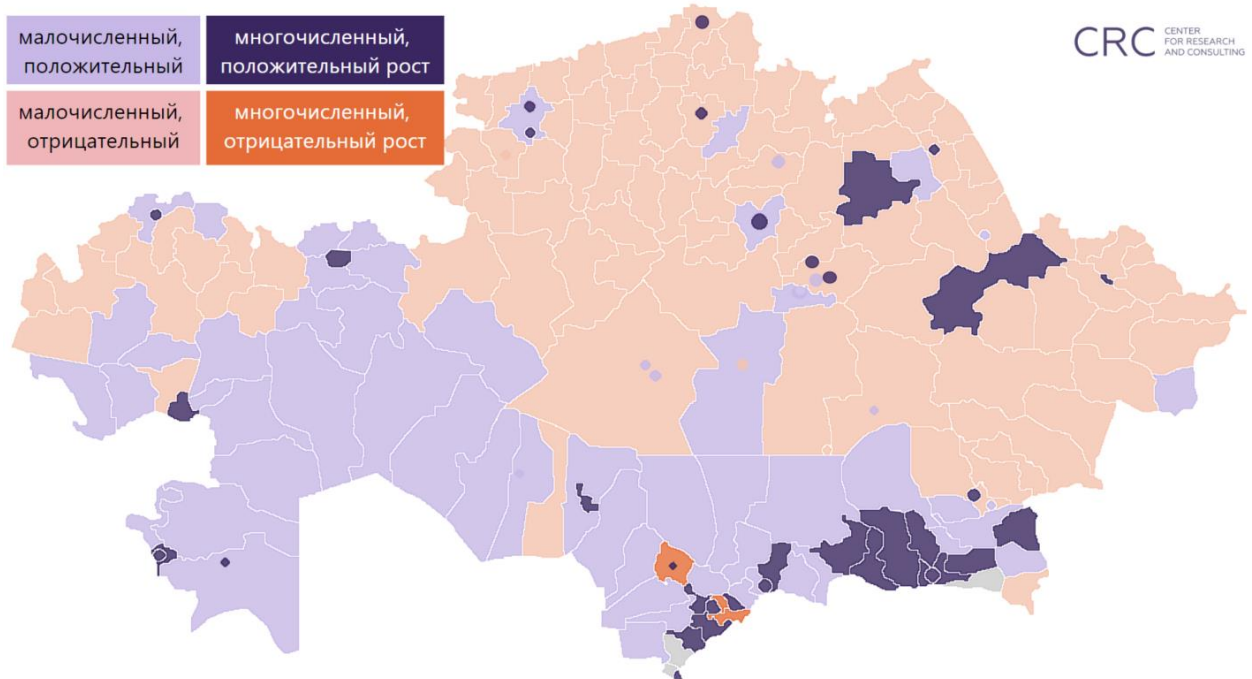 малочисленный,
положительный
многочисленный,
положительный рост
малочисленный,
отрицательный
многочисленный,
отрицательный рост
CRC
CENTER
FOR RESEARCH
AND CONSULTING